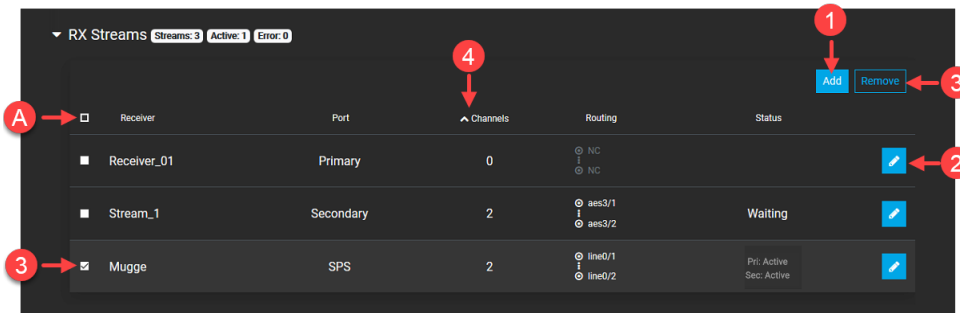 1
RX Streams Streams: 3 Active: 1 Error: 0
4
Add Remove 3
A Receiver Port Channels Routing Status
Receiver_01 Primary 0 NC
NC
2
Stream_1 Secondary 2 aes3/1
aes3/2
Waiting
3 Mugge SPS 2 line0/1
line0/2
Pri: Active
Sec: Active